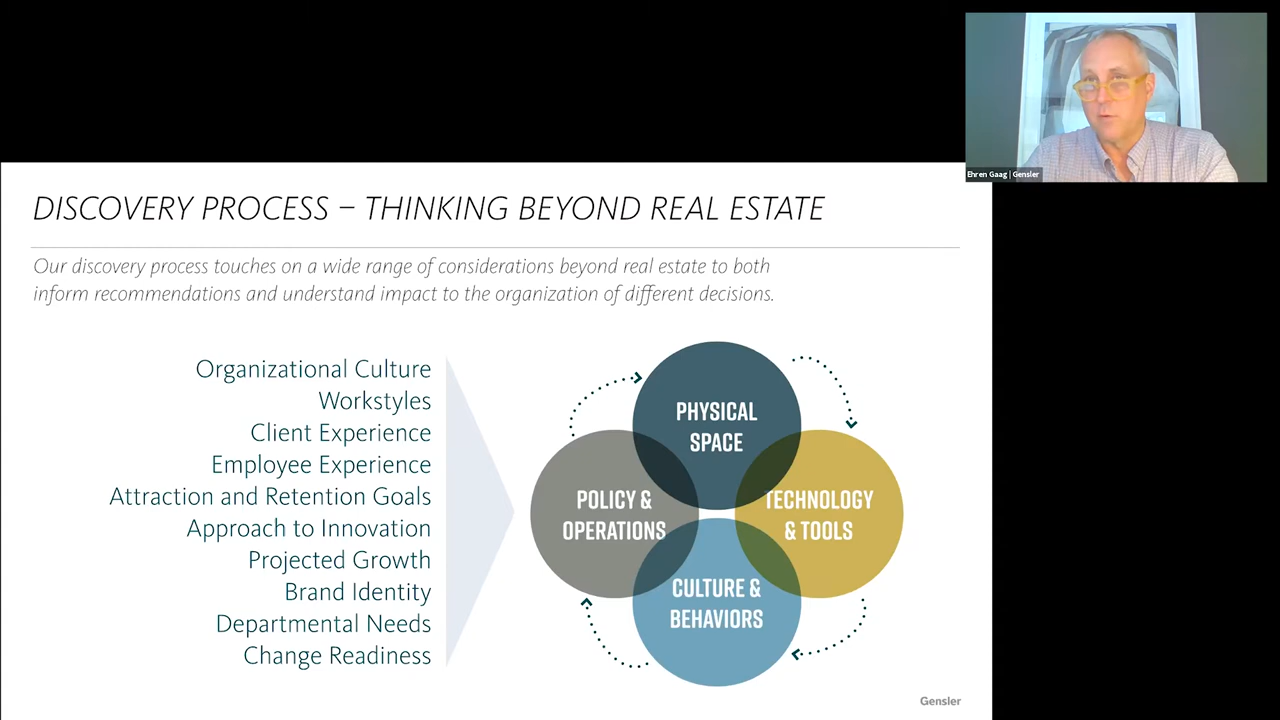 Ehren Gaag | Gensler
DISCOVERY PROCESS – THINKING BEYOND REAL ESTATE
Our discovery process touches on a wide range of considerations beyond real estate to both
inform recommendations and understand impact to the organization of different decisions.
Organizational Culture
Workstyles
Client Experience
Employee Experience
Attraction and Retention Goals
Approach to Innovation
Projected Growth
Brand Identity
Departmental Needs
Change Readiness
PHYSICAL
SPACE
POLICY &
OPERATIONS
TECHNOLOGY
& TOOLS
CULTURE &
BEHAVIORS
Gensler